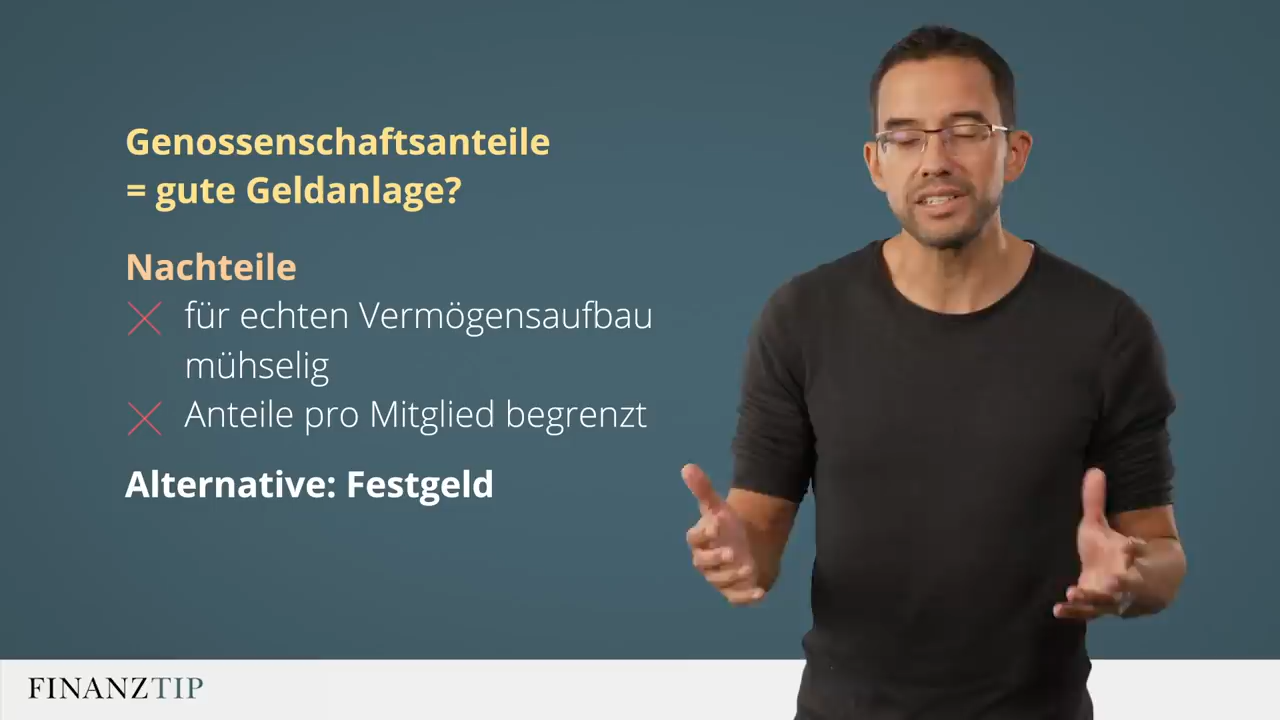 Genossenschaftsanteile
= gute Geldanlage?
Nachteile
für echten Vermögensaufbau
mühselig
Anteile pro Mitglied begrenzt
Alternative: Festgeld
FINANZTIP